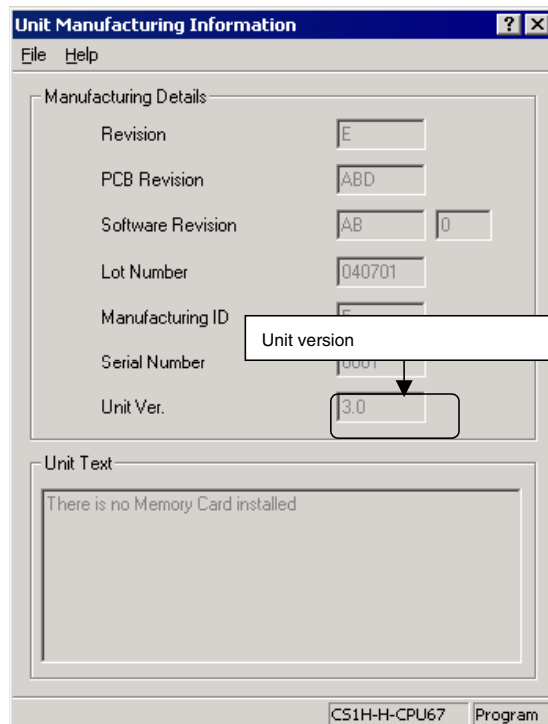 Unit Manufacturing Information
File Help
Manufacturing Details
Revision E
PCB Revision ABD
Software Revision AB 0
Lot Number 040701
Manufacturing ID
Unit version
Serial Number 0001
Unit Ver. 3.0
Unit Text
There is no Memory Card installed
CS1H-H-CPU67 Program